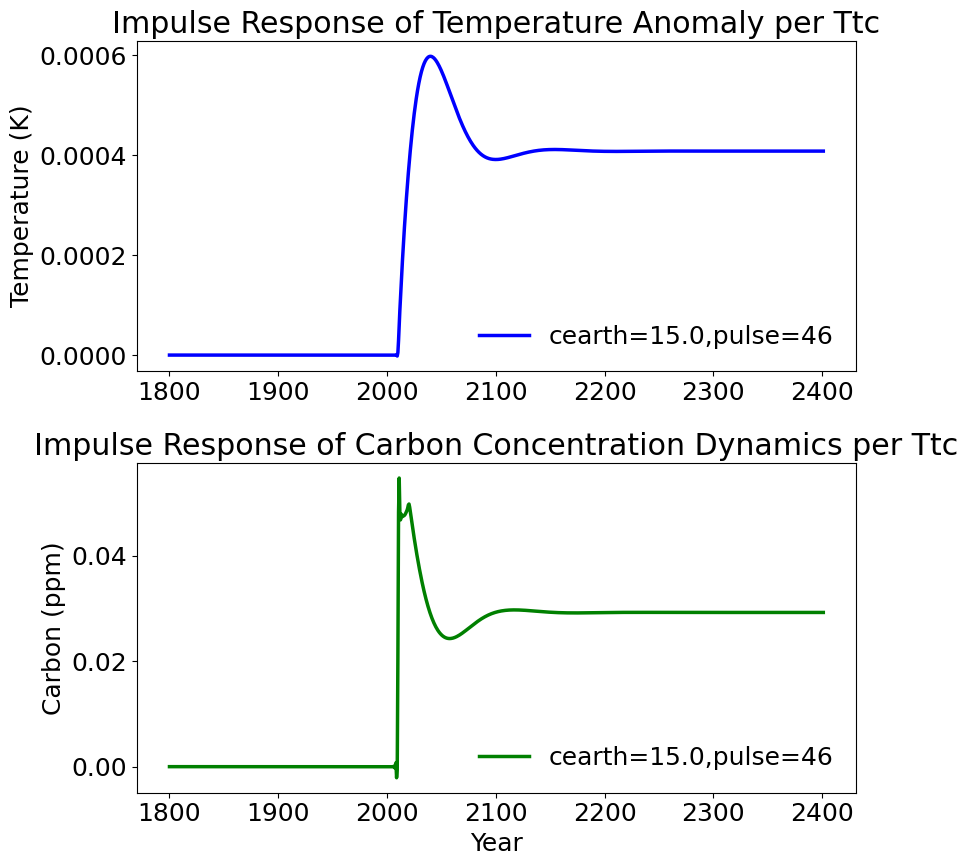 Impulse Response of Temperature Anomaly per Ttc
Temperature (K)
0.0006
0.0004
0.0002
0.0000
cearth=15.0,pulse=46
1800 1900 2000 2100 2200 2300 2400
Impulse Response of Carbon Concentration Dynamics per Ttc
Carbon (ppm)
0.04
0.02
0.00
cearth=15.0,pulse=46
1800 1900 2000 2100 2200 2300 2400
Year